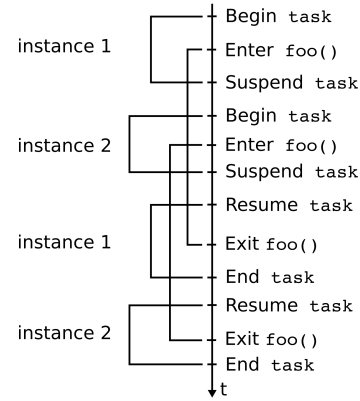 Begin task
instance 1
Enter foo()
Suspend task
Begin task
instance 2
Enter foo()
Suspend task
Resume task
instance 1
Exit foo()
End task
Resume task
instance 2
Exit foo()
End task
t